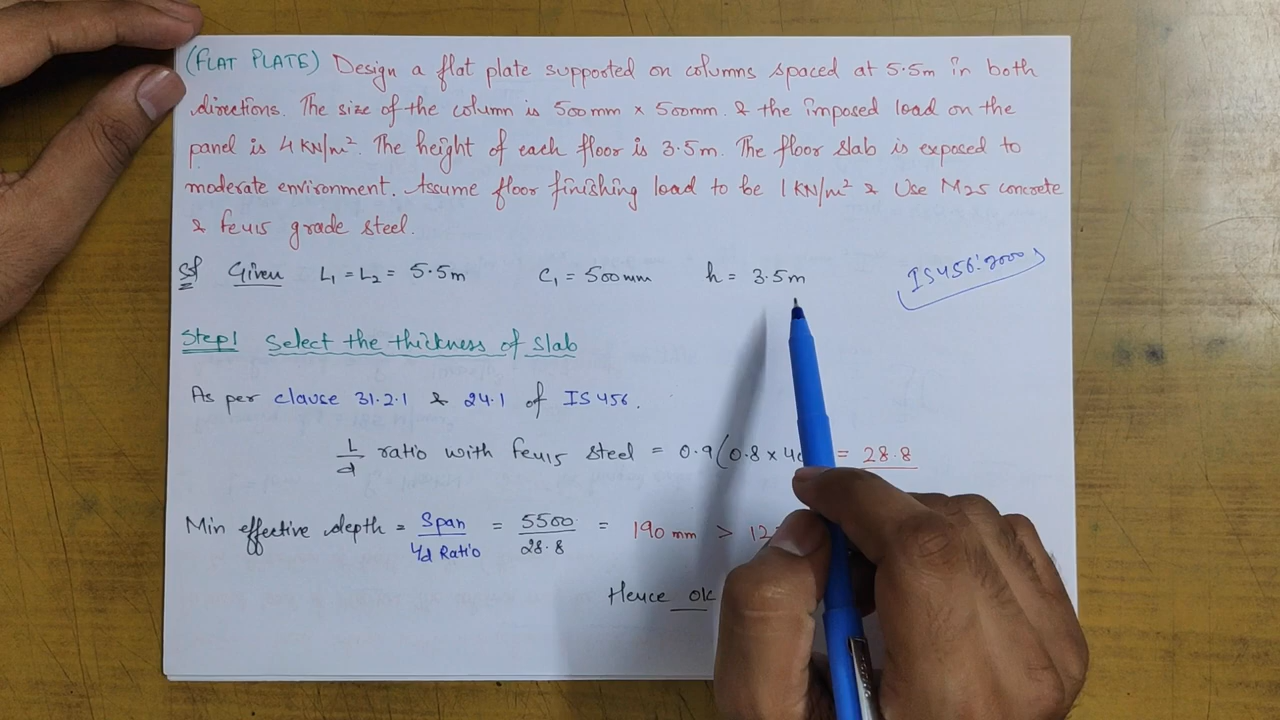 (FLAT PLATE) Design a flat plate supported on columns spaced at 5.5m in both
directions. The size of the column is 500mm x 500mm. & the imposed load on the
panel is 4 KN/m². The height of each floor is 3.5m. The floor slab is exposed to
moderate environment. Assume floor finishing load to be 1 KN/m² & Use M25 concrete
& fe415 grade steel.
Sol Given L₁ = L₂ = 5.5m C₁ = 500mm h = 3.5m
IS456:2000
Step1 Select the thickness of slab
As per clause 31.2.1 & 24.1 of IS 456.
L/d ratio with fe415 steel = 0.9(0.8 x = 28.8
Min effective depth = Span / L/d Ratio = 5500 / 28.8 = 190 mm >
Hence ok